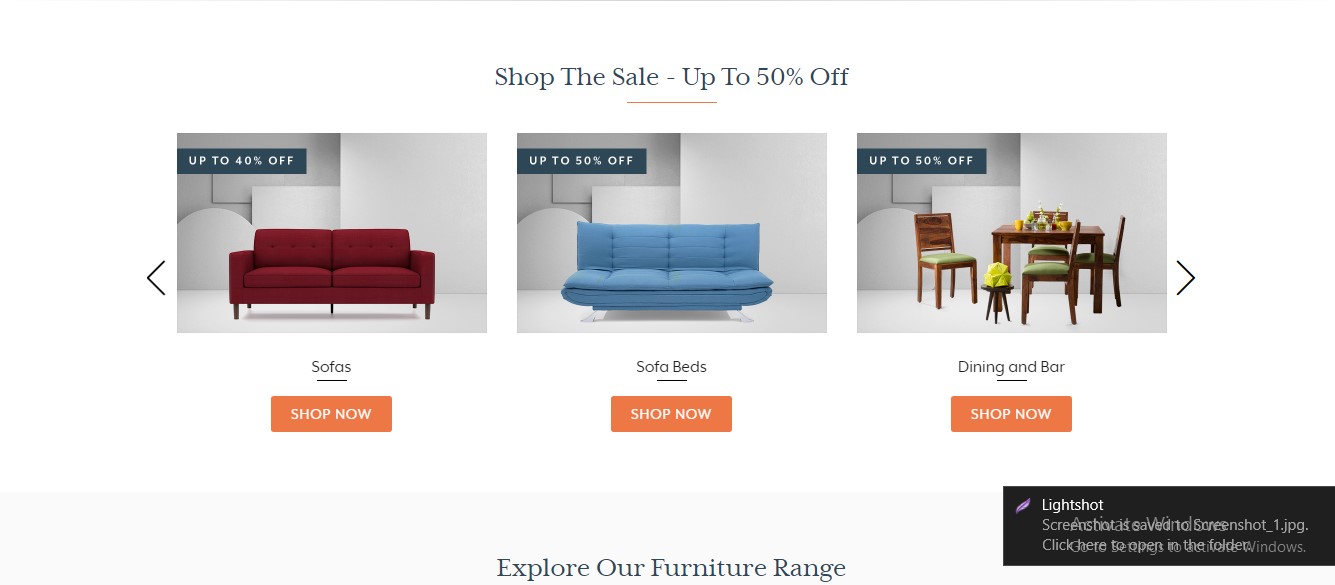 Shop The Sale - Up To 50% Off
UP TO 40% OFF
UP TO 50% OFF
UP TO 50% OFF
Sofas
Sofa Beds
Dining and Bar
SHOP NOW
SHOP NOW
SHOP NOW
Explore Our Furniture Range
Lightshot
Screenshot is saved to Screenshot_1.jpg.
Click here to open in the folder.
Activate Windows
Go to Settings to activate Windows.